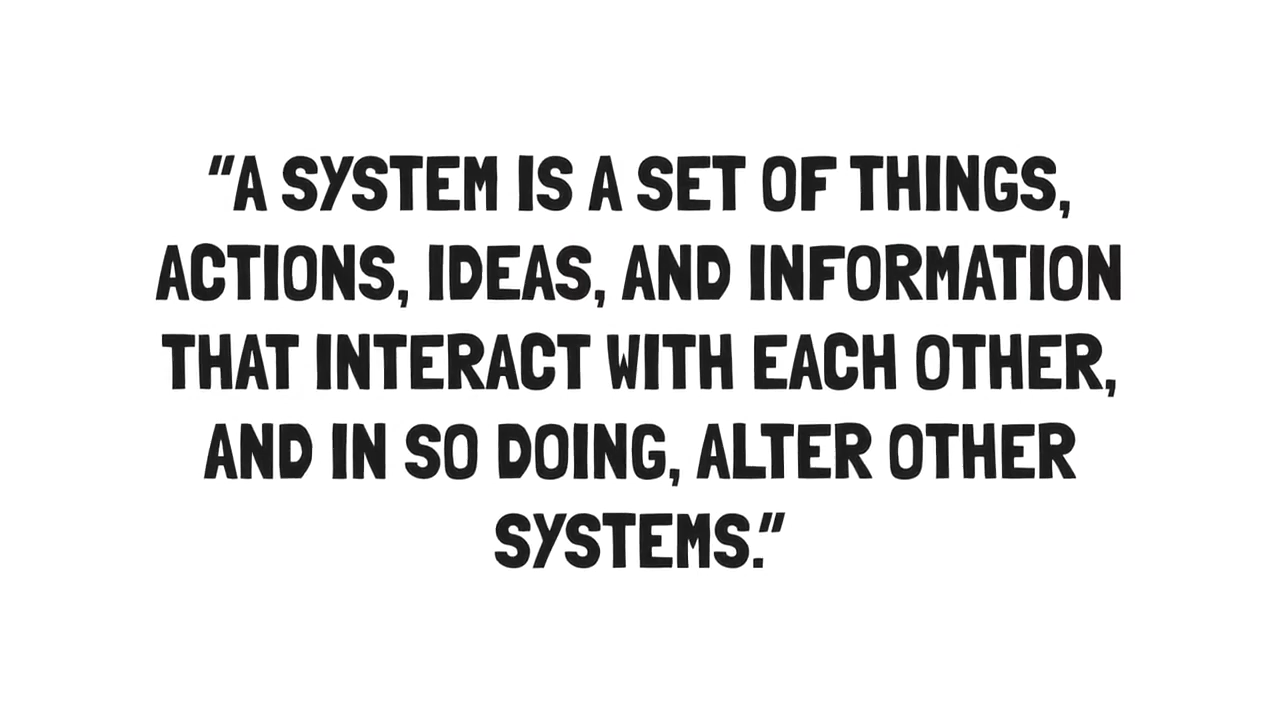 "A SYSTEM IS A SET OF THINGS,
ACTIONS, IDEAS, AND INFORMATION
THAT INTERACT WITH EACH OTHER,
AND IN SO DOING, ALTER OTHER
SYSTEMS."